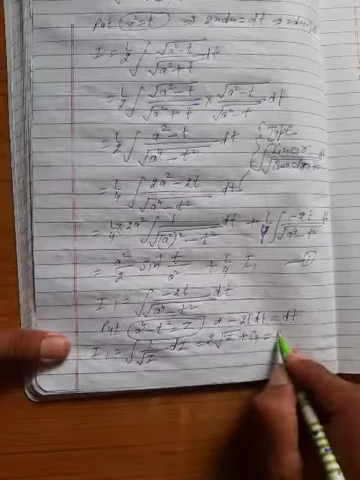 Put x² = t ⇒ 2xdx = dt ⇒
I = 1/2 ∫ √a²-t / √a²+t dt
= 1/2 ∫ √a²-t / √a²+t × √a²-t / √a²-t dt
= 1/2 ∫ a²-t / √a⁴-t² dt
{ Type
= 1/4 ∫ 2a²-2t / √a⁴-t² dt
= 1/4 × 2a² ∫ 1 / √(a²)²-t² dt + 1/4 ∫ -2t / √a⁴-t² dt
= a²/2 sin⁻¹ t/a² + 1/4 I₁ — ①
I₁ = ∫ -2t / √a⁴-t² dt
Put a⁴-t² = Z ⇒ -2tdt = dt
I₁ = ∫ 1/√Z dZ = 2√Z + =